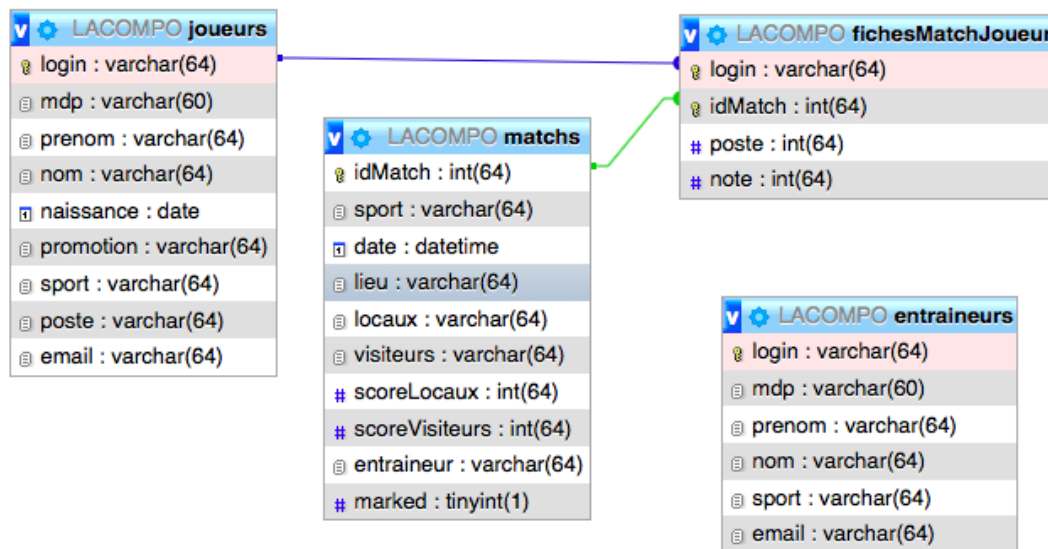 v LACOMPO joueurs
login : varchar(64)
mdp : varchar(60)
prenom : varchar(64)
nom : varchar(64)
naissance : date
promotion : varchar(64)
sport : varchar(64)
poste : varchar(64)
email : varchar(64)
v LACOMPO matchs
idMatch : int(64)
sport : varchar(64)
date : datetime
lieu : varchar(64)
locaux : varchar(64)
visiteurs : varchar(64)
# scoreLocaux : int(64)
# scoreVisiteurs : int(64)
entraineur : varchar(64)
# marked : tinyint(1)
v LACOMPO fichesMatchJoueur
login : varchar(64)
idMatch : int(64)
# poste : int(64)
# note : int(64)
v LACOMPO entraineurs
login : varchar(64)
mdp : varchar(60)
prenom : varchar(64)
nom : varchar(64)
sport : varchar(64)
email : varchar(64)